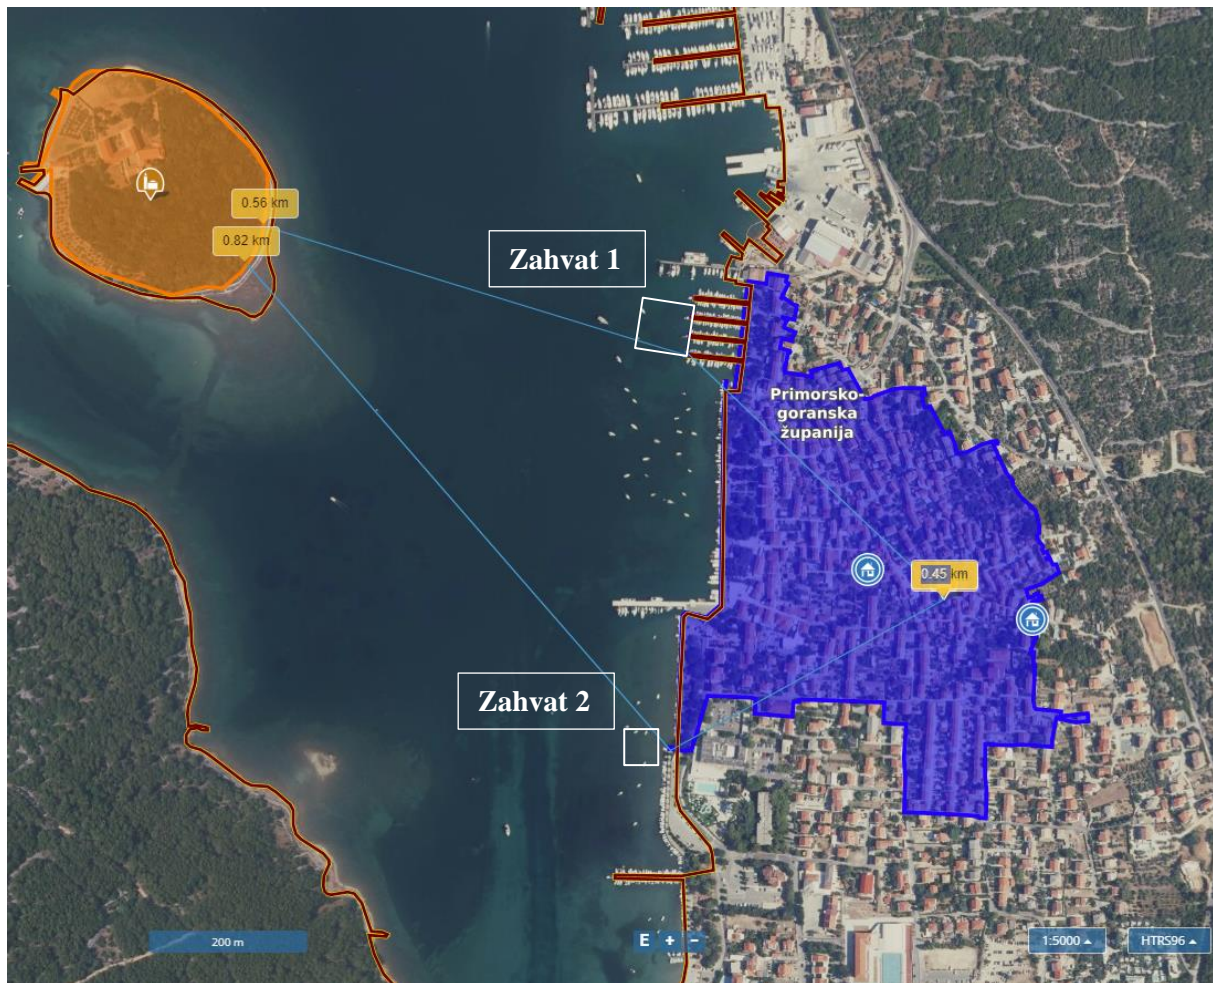 0.56 km
0.82 km
Zahvat 1
Primorsko-
goranska
županija
0.45 km
Zahvat 2
200 m
E + −
1:5000
HTRS96